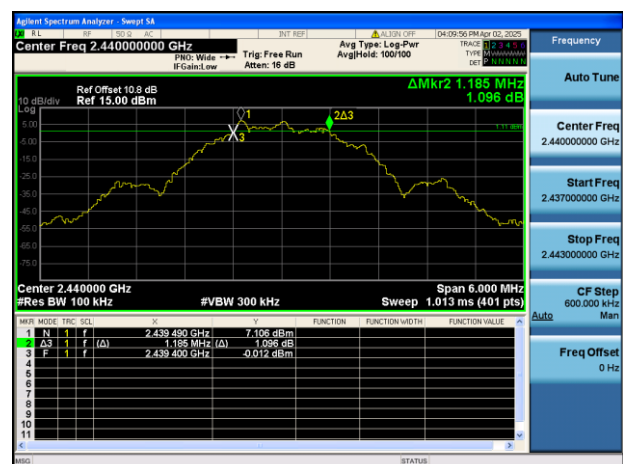 Agilent Spectrum Analyzer - Swept SA
RL RF 50 Ω AC INT REF ALIGN OFF 04:09:56 PM Apr 02, 2025
Center Freq 2.440000000 GHz
PNO: Wide
IFGain:Low
Trig: Free Run
Atten: 16 dB
Avg Type: Log-Pwr
Avg|Hold: 100/100
TRACE 1 2 3 4 5 6
TYPE M
DET P N N N N N
Ref Offset 10.8 dB
Ref 15.00 dBm
10 dB/div
Log
ΔMkr2 1.185 MHz
1.096 dB
5.00
-5.00
-15.0
-25.0
-35.0
-45.0
-55.0
-65.0
-75.0
1
2Δ3
3
1.11 dBm
Center 2.440000 GHz
Span 6.000 MHz
#Res BW 100 kHz
#VBW 300 kHz
Sweep 1.013 ms (401 pts)
MKR MODE TRC SCL X Y FUNCTION FUNCTION WIDTH FUNCTION VALUE
1 N 1 f 2.439 490 GHz 7.106 dBm
2 Δ3 1 f (Δ) 1.185 MHz (Δ) 1.096 dB
3 F 1 f 2.439 400 GHz -0.012 dBm
4
5
6
7
8
9
10
11
MSG
STATUS
Frequency
Auto Tune
Center Freq
2.440000000 GHz
Start Freq
2.437000000 GHz
Stop Freq
2.443000000 GHz
CF Step
600.000 kHz
Auto Man
Freq Offset
0 Hz